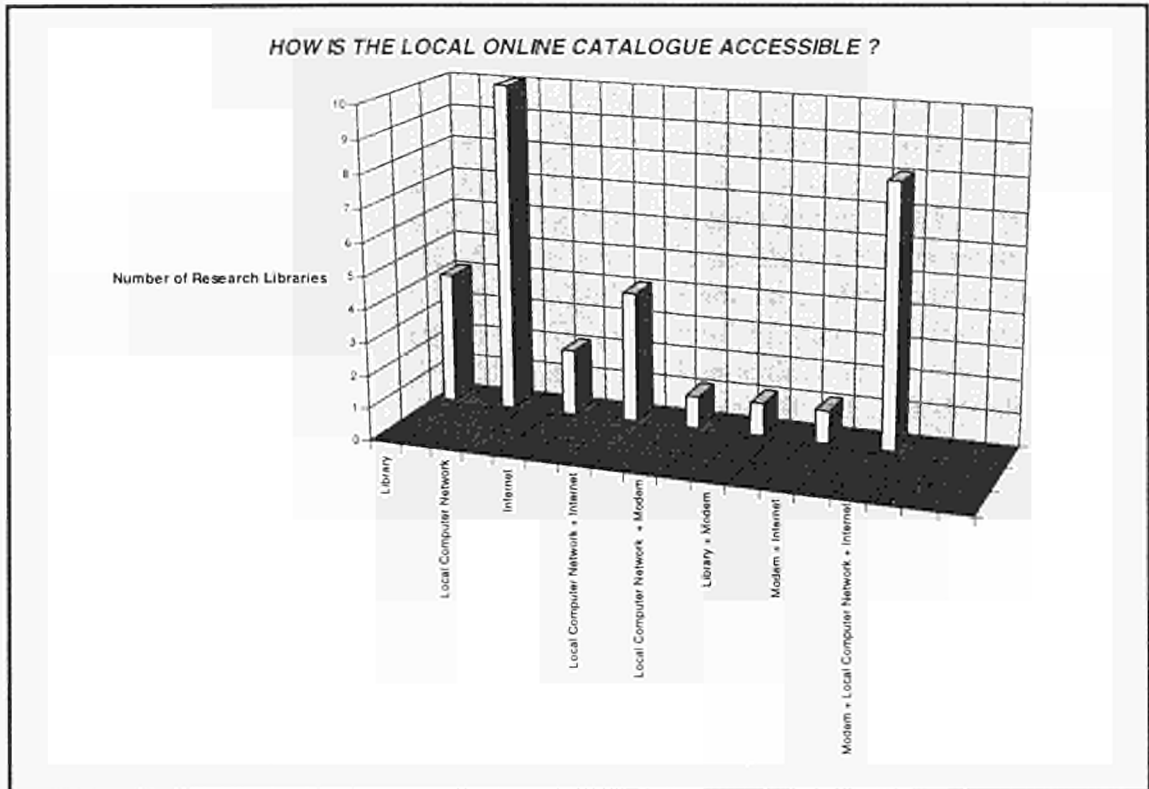 HOW IS THE LOCAL ONLINE CATALOGUE ACCESSIBLE ?
10
9
8
7
6
5
4
3
2
1
0
Number of Research Libraries
Library
Local Computer Network
Internet
Local Computer Network + Internet
Local Computer Network + Modem
Library + Modem
Modem + Internet
Modem + Local Computer Network + Internet